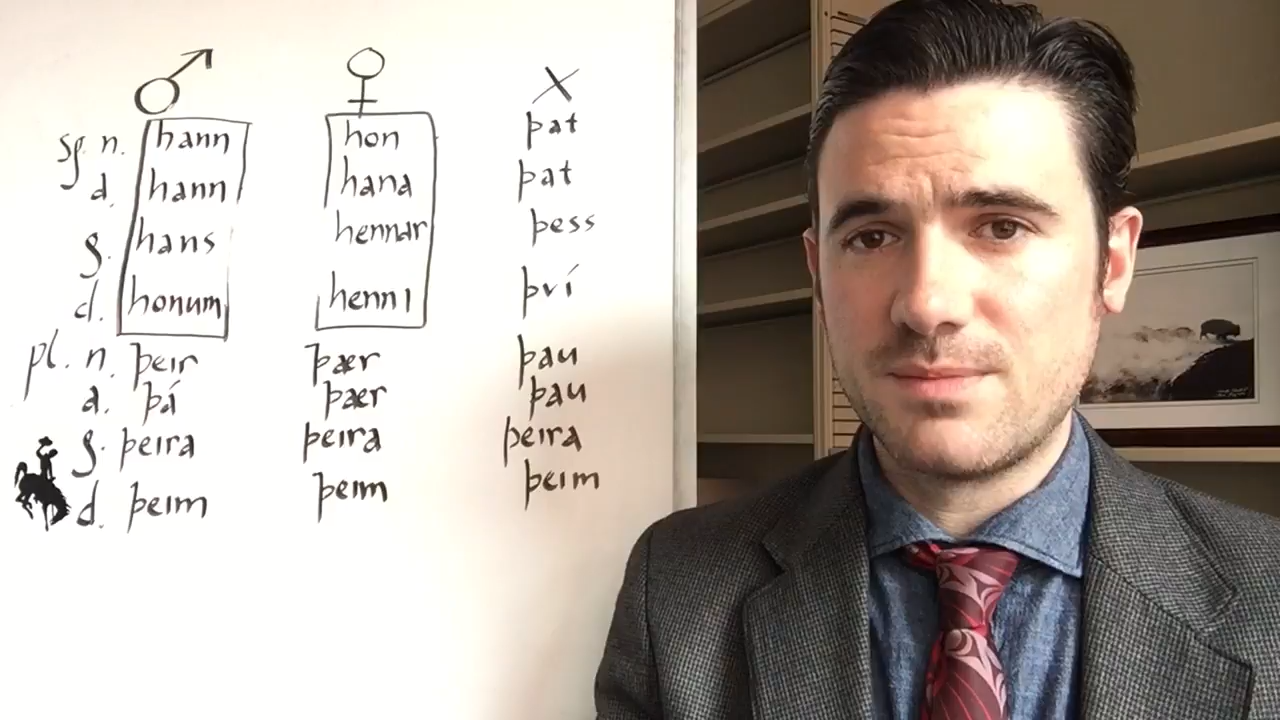 ♂ ♀ X
sg. n. hann hon þat
d. hann hana þat
g. hans hennar þess
d. honum henni því
pl. n. þeir þær þau
a. þá þær þau
g. þeira þeira þeira
d. þeim þeim þeim